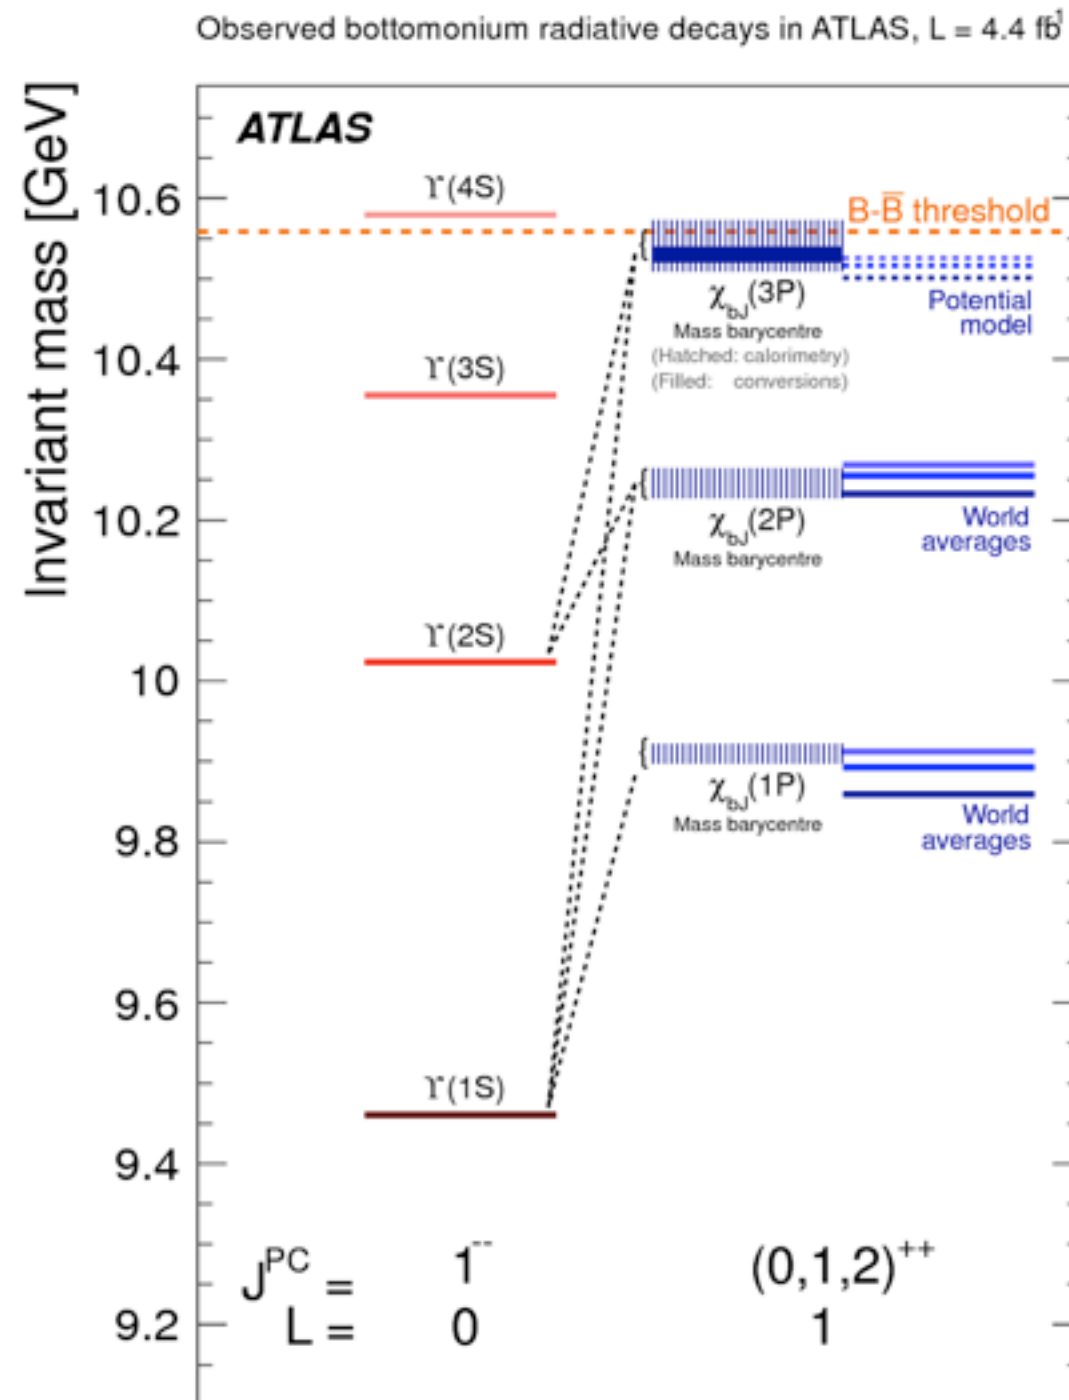 Observed bottomonium radiative decays in ATLAS, L = 4.4 fb⁻¹
Invariant mass [GeV]
ATLAS
ϒ(4S)
10.6
B-B̅ threshold
χbJ(3P)
Mass barycentre
(Hatched: calorimetry)
(Filled: conversions)
Potential
model
10.4
ϒ(3S)
10.2
χbJ(2P)
Mass barycentre
World
averages
ϒ(2S)
10
χbJ(1P)
Mass barycentre
World
averages
9.8
9.6
ϒ(1S)
9.4
J^PC = 1^-- (0,1,2)^++
L = 0 1
9.2